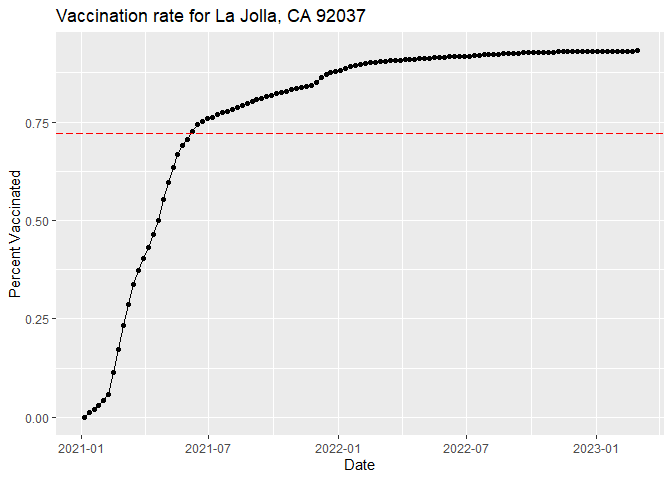 Vaccination rate for La Jolla, CA 92037
Percent Vaccinated
0.75
0.50
0.25
0.00
2021-01 2021-07 2022-01 2022-07 2023-01
Date